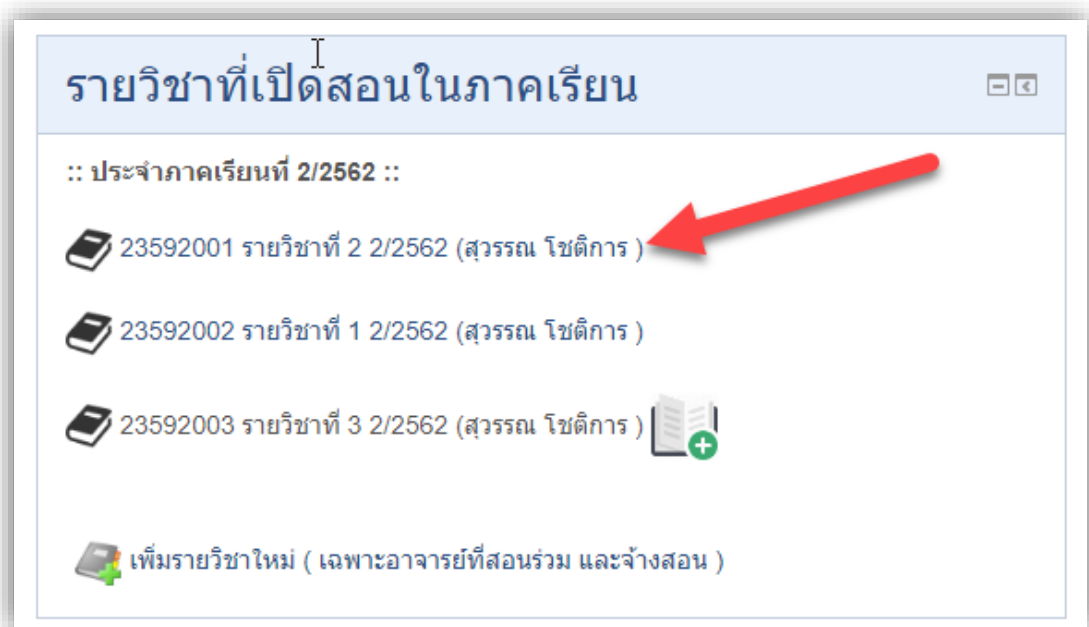 รายวิชาที่เปิดสอนในภาคเรียน
:: ประจำภาคเรียนที่ 2/2562 ::
23592001 รายวิชาที่ 2 2/2562 (สุวรรณ โชติการ )
23592002 รายวิชาที่ 1 2/2562 (สุวรรณ โชติการ )
23592003 รายวิชาที่ 3 2/2562 (สุวรรณ โชติการ )
เพิ่มรายวิชาใหม่ ( เฉพาะอาจารย์ที่สอนร่วม และจ้างสอน )